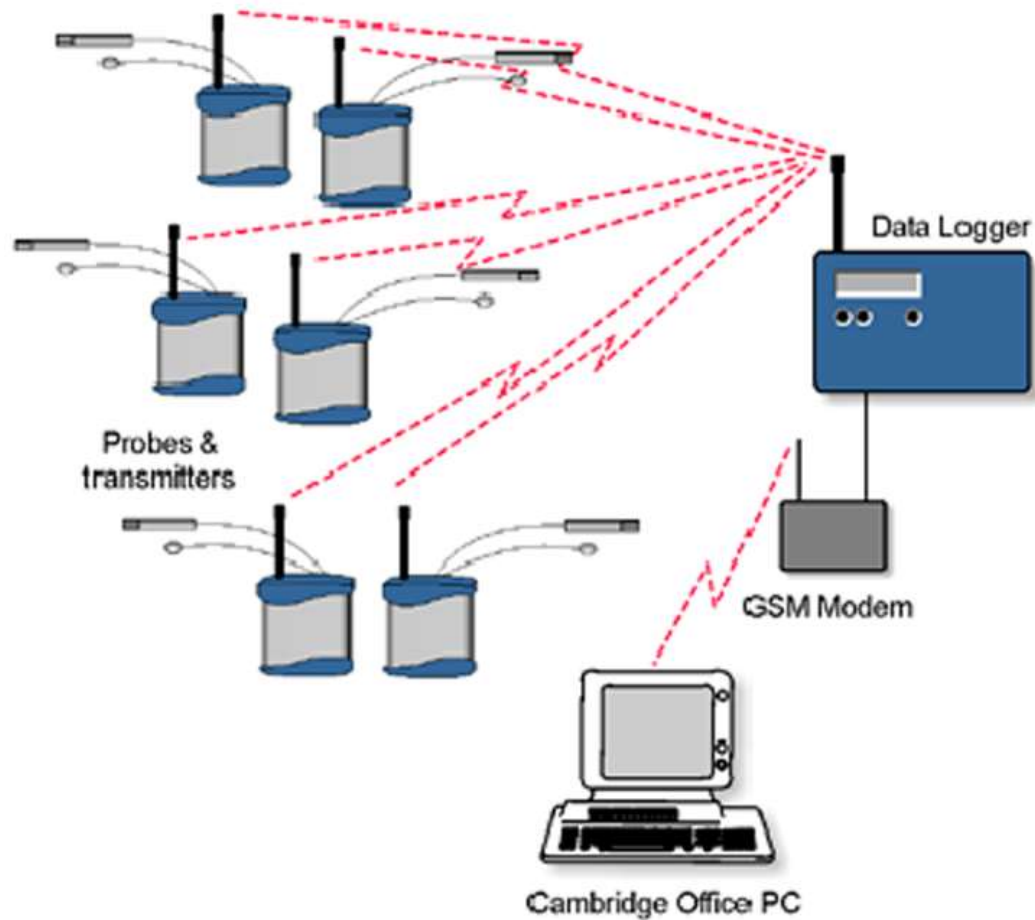 Data Logger
Probes &
transmitters
GSM Modem
Cambridge Office PC